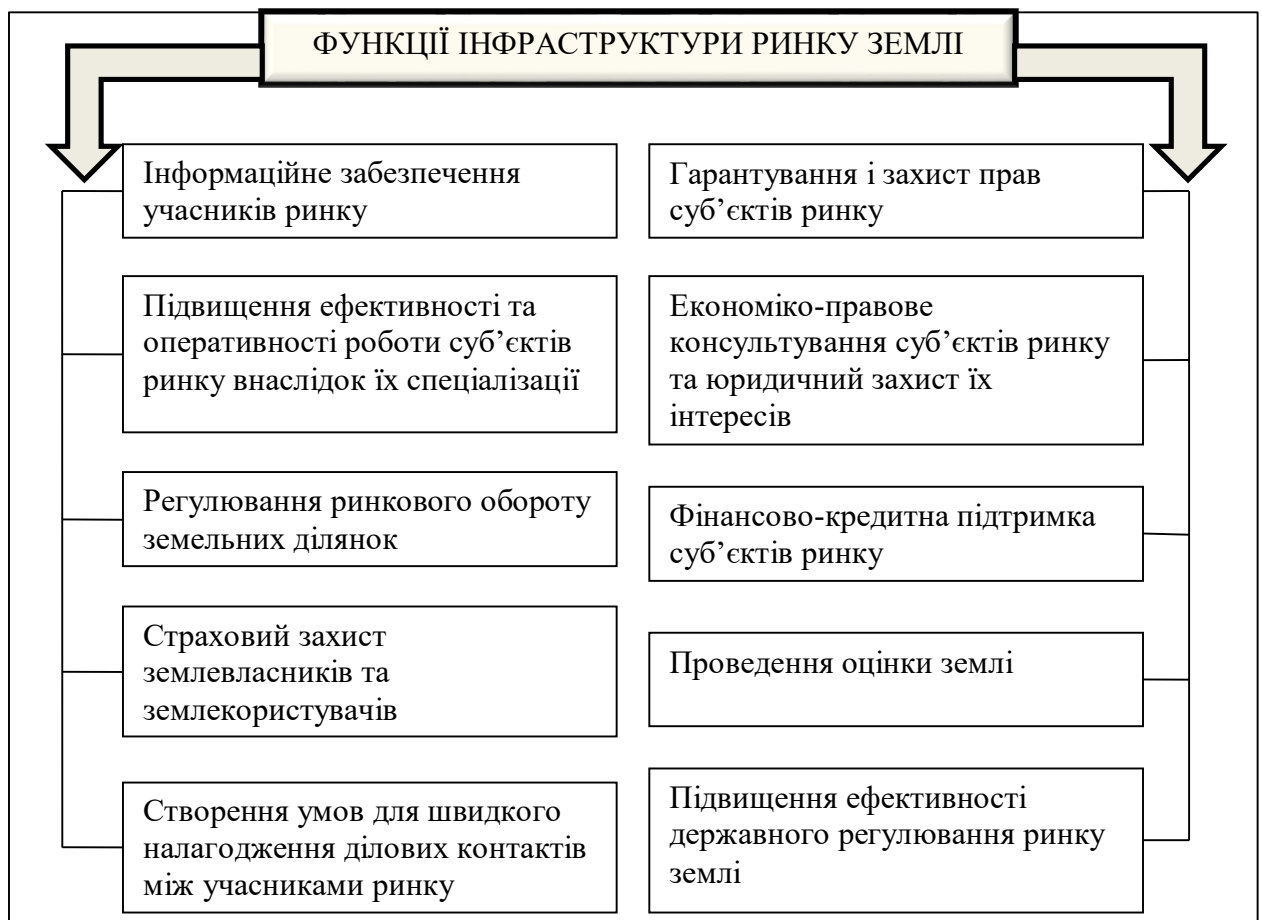 ФУНКЦІЇ ІНФРАСТРУКТУРИ РИНКУ ЗЕМЛІ
Інформаційне забезпечення
учасників ринку
Підвищення ефективності та
оперативності роботи суб’єктів
ринку внаслідок їх спеціалізації
Регулювання ринкового обороту
земельних ділянок
Страховий захист
землевласників та
землекористувачів
Створення умов для швидкого
налагодження ділових контактів
між учасниками ринку
Гарантування і захист прав
суб’єктів ринку
Економіко-правове
консультування суб’єктів ринку
та юридичний захист їх
інтересів
Фінансово-кредитна підтримка
суб’єктів ринку
Проведення оцінки землі
Підвищення ефективності
державного регулювання ринку
землі